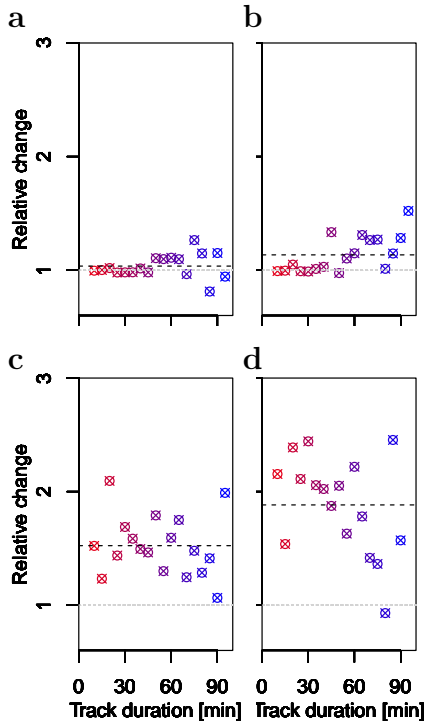 a b
3
2
1
Relative change
c d
3
2
1
Relative change
0 30 60 90 0 30 60 90
Track duration [min] Track duration [min]